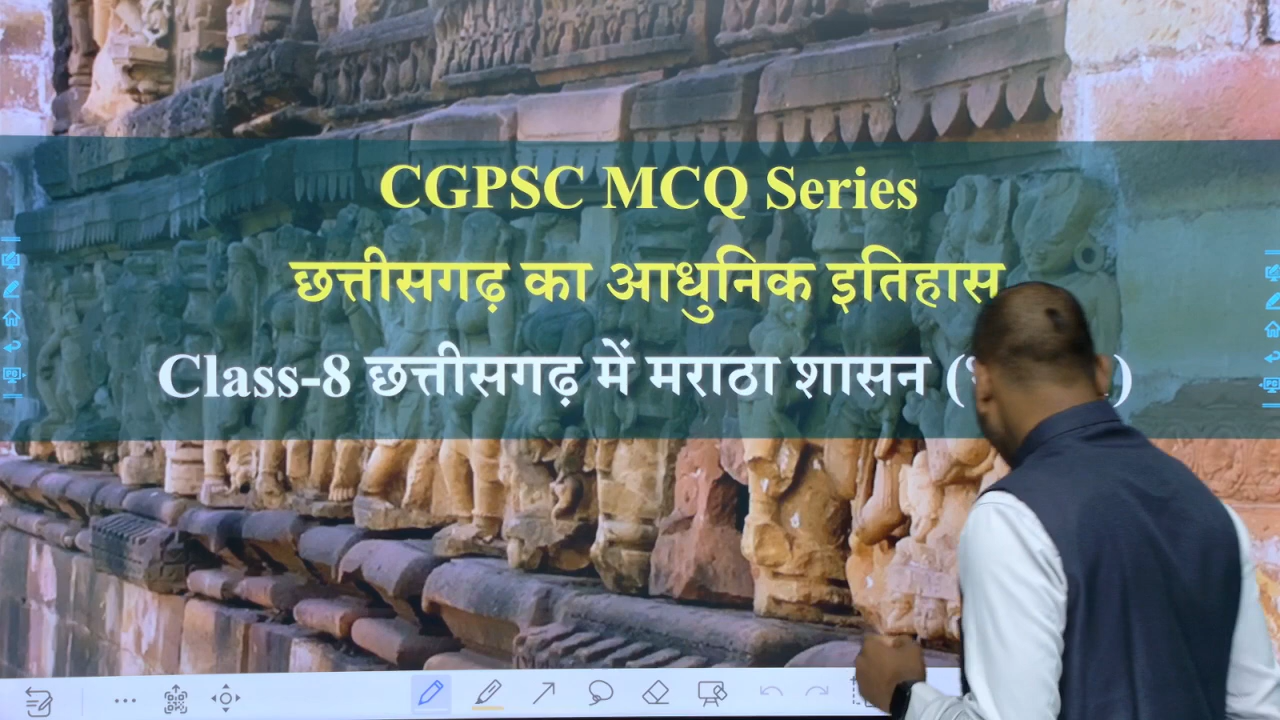 CGPSC MCQ Series
छत्तीसगढ़ का आधुनिक इतिहास
Class-8 छत्तीसगढ़ में मराठा शासन